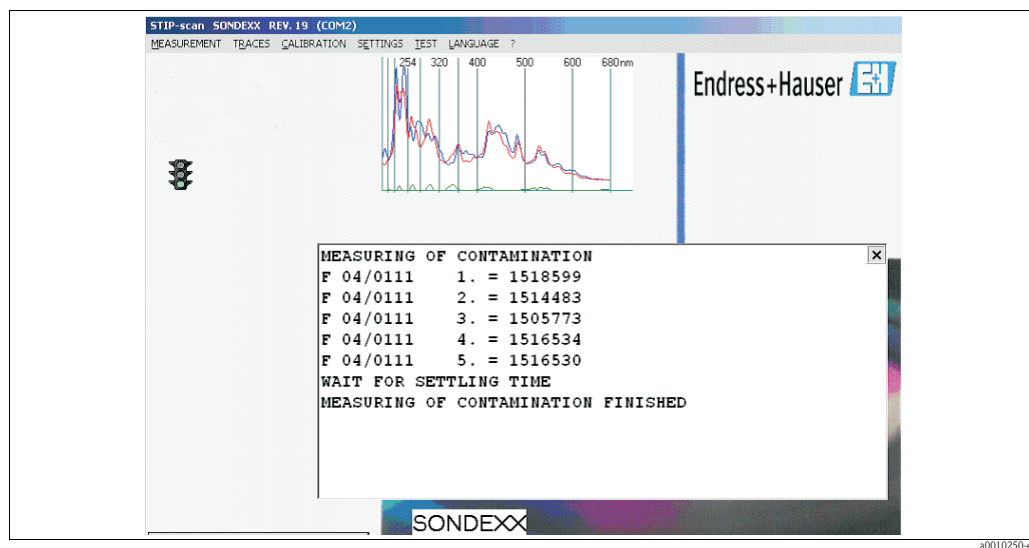 STIP-scan SONDEXX REV. 19 (COM2)
MEASUREMENT TRACES CALIBRATION SETTINGS TEST LANGUAGE ?
254 320 400 500 600 680nm
Endress+Hauser EH
MEASURING OF CONTAMINATION
F 04/0111 1. = 1518599
F 04/0111 2. = 1514483
F 04/0111 3. = 1505773
F 04/0111 4. = 1516534
F 04/0111 5. = 1516530
WAIT FOR SETTLING TIME
MEASURING OF CONTAMINATION FINISHED
SONDEXX